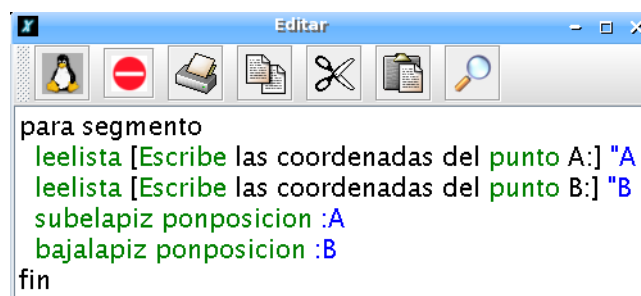 Editar
para segmento
leelista [Escribe las coordenadas del punto A:] "A
leelista [Escribe las coordenadas del punto B:] "B
subelapiz ponposicion :A
bajalapiz ponposicion :B
fin